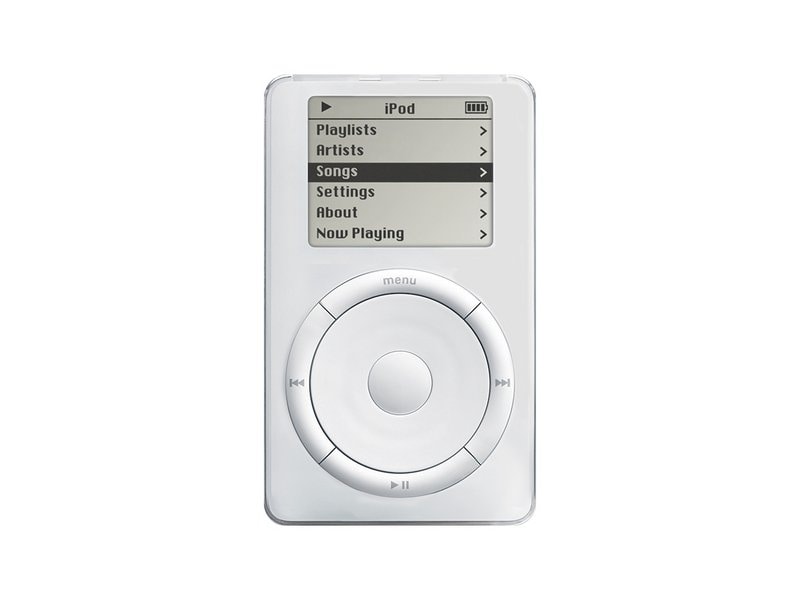 iPod
Playlists
Artists
Songs
Settings
About
Now Playing
menu